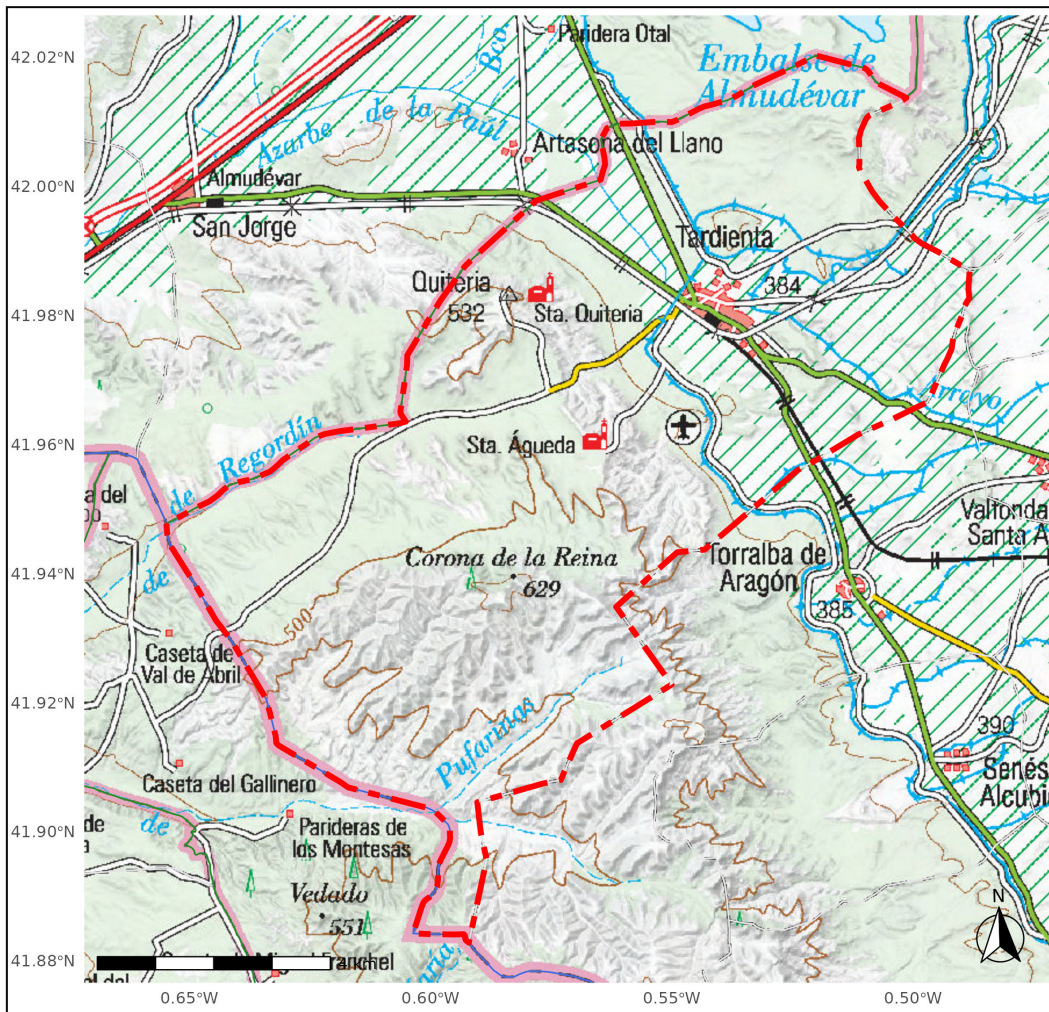 42.02°N
42.00°N
41.98°N
41.96°N
41.94°N
41.92°N
41.90°N
41.88°N
0.65°W
0.60°W
0.55°W
0.50°W
Paridera Otal
Bco.
Embalse de
Almudévar
Azarbe de la Paúl
Artasona del Llano
Almudévar
San Jorge
Tardienta
384
Quiteria
532
Sta. Quiteria
Arroyo
de Regordín
Sta. Águeda
a del
Valfonda
Santa A
Corona de la Reina
629
Torralba de
Aragón
385
de
500
Caseta de
Val de Abril
Pufarinas
390
Senés
Alcubi
Caseta del Gallinero
de
de
a
Parideras de
los Montesas
Vedado
551
N